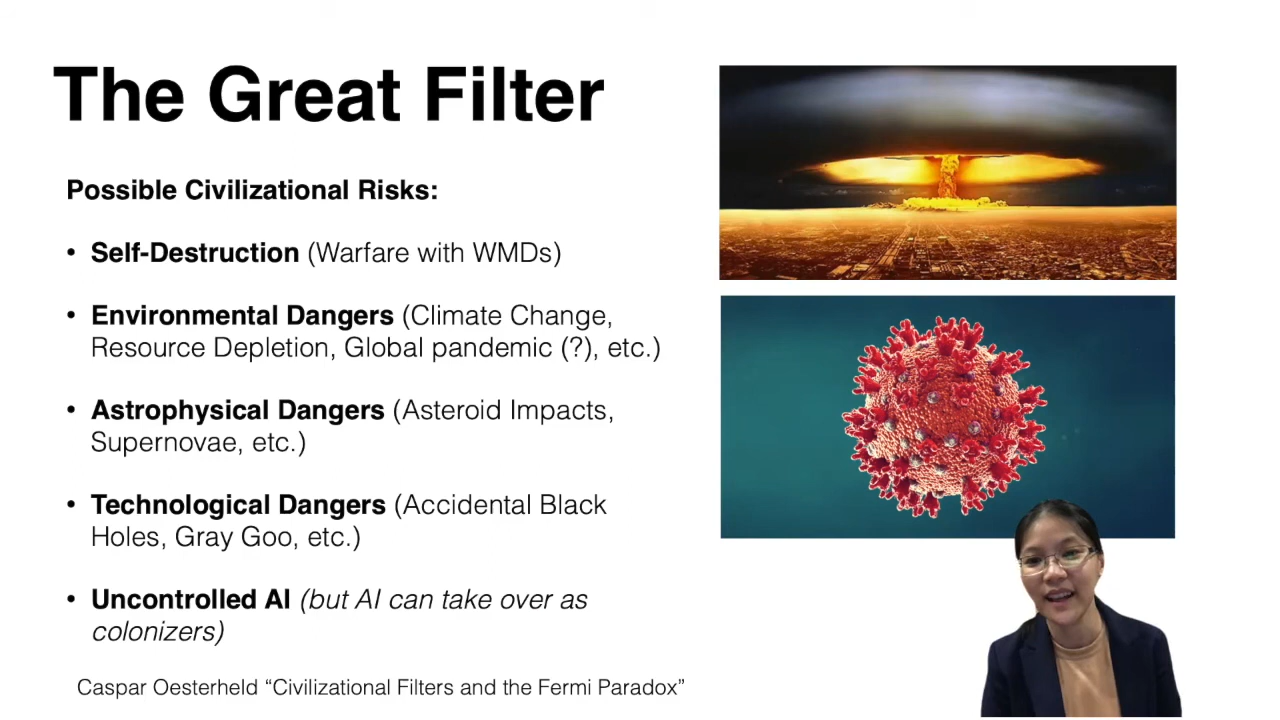 The Great Filter
Possible Civilizational Risks:
• Self-Destruction (Warfare with WMDs)
• Environmental Dangers (Climate Change,
Resource Depletion, Global pandemic (?), etc.)
• Astrophysical Dangers (Asteroid Impacts,
Supernovae, etc.)
• Technological Dangers (Accidental Black
Holes, Gray Goo, etc.)
• Uncontrolled AI (but AI can take over as
colonizers)
Caspar Oesterheld “Civilizational Filters and the Fermi Paradox”